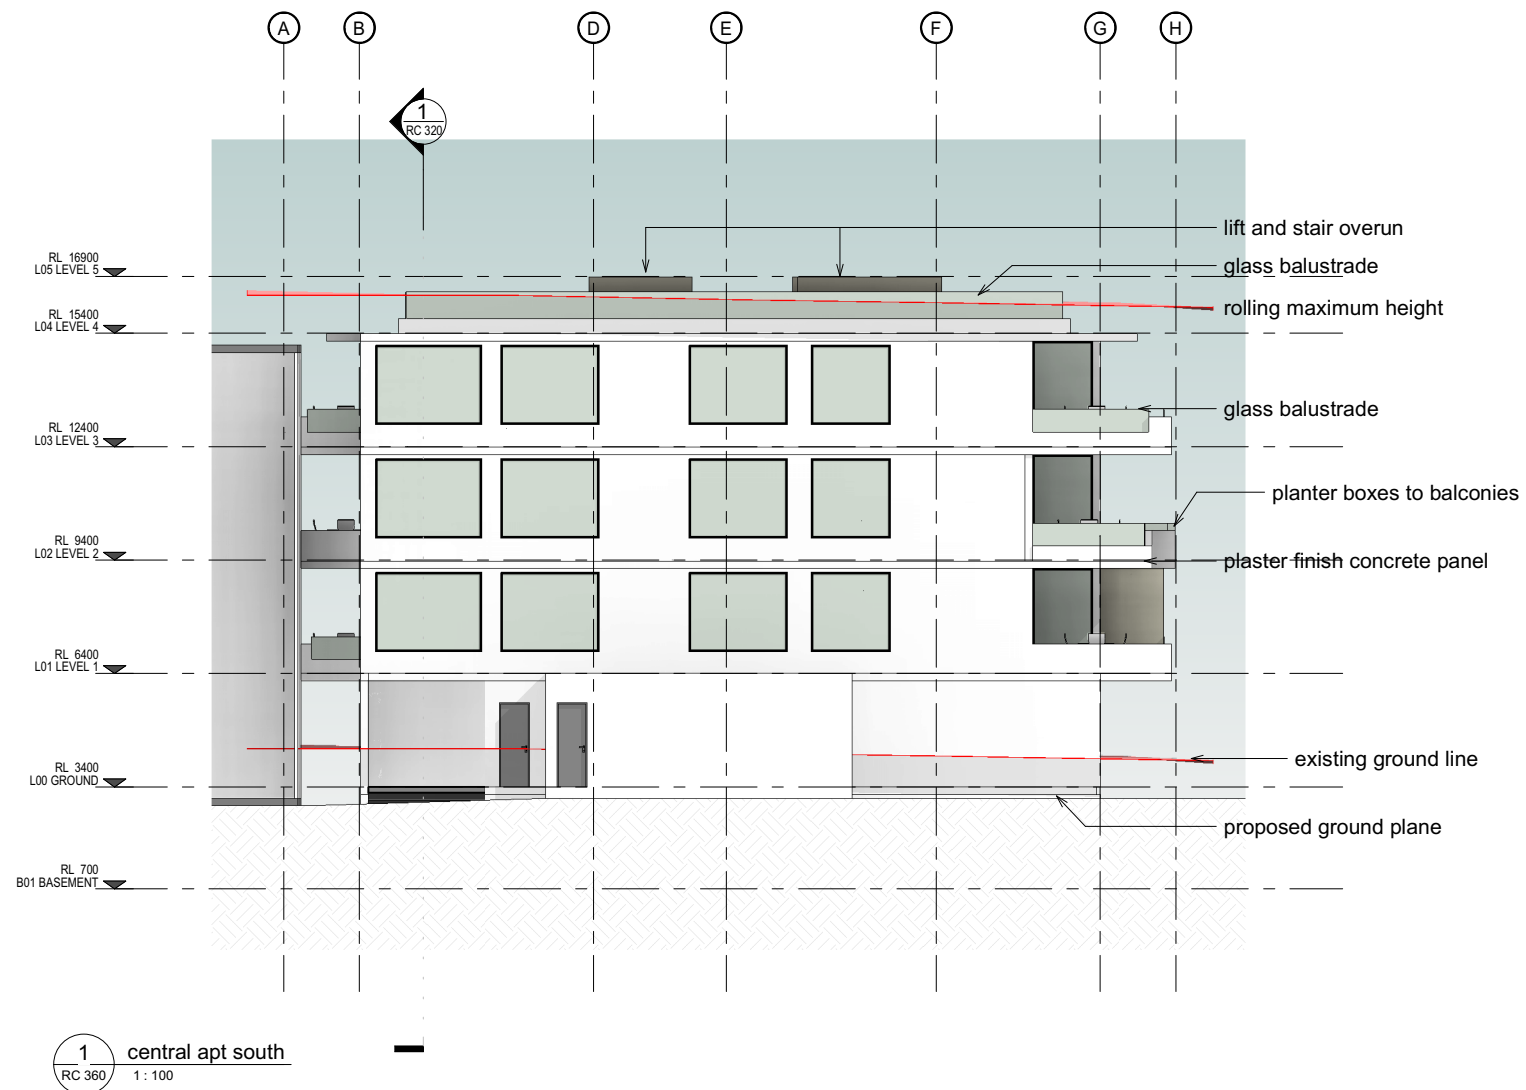 A B D E F G H
1
RC 320
lift and stair overun
RL 16900
L05 LEVEL 5
glass balustrade
rolling maximum height
RL 15400
L04 LEVEL 4
glass balustrade
RL 12400
L03 LEVEL 3
planter boxes to balconies
RL 9400
L02 LEVEL 2
plaster finish concrete panel
RL 6400
L01 LEVEL 1
existing ground line
RL 3400
L00 GROUND
proposed ground plane
RL 700
B01 BASEMENT
1
RC 360
central apt south
1 : 100